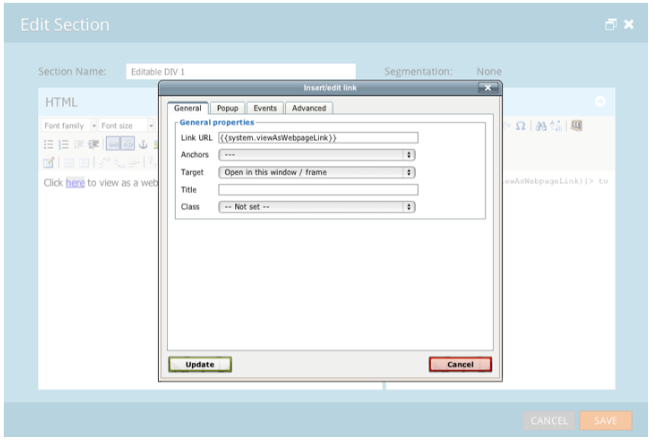 Edit Section
Section Name: Editable DIV 1 Segmentation: None
Insert/edit link
HTML
General Popup Events Advanced
Font family Font size
General properties
Link URL {{system.viewAsWebpageLink}}
Anchors ---
Target Open in this window / frame
Click here to view as a web
ewAsWebpageLink}}> to
Title
Class -- Not set --
Update Cancel
CANCEL SAVE